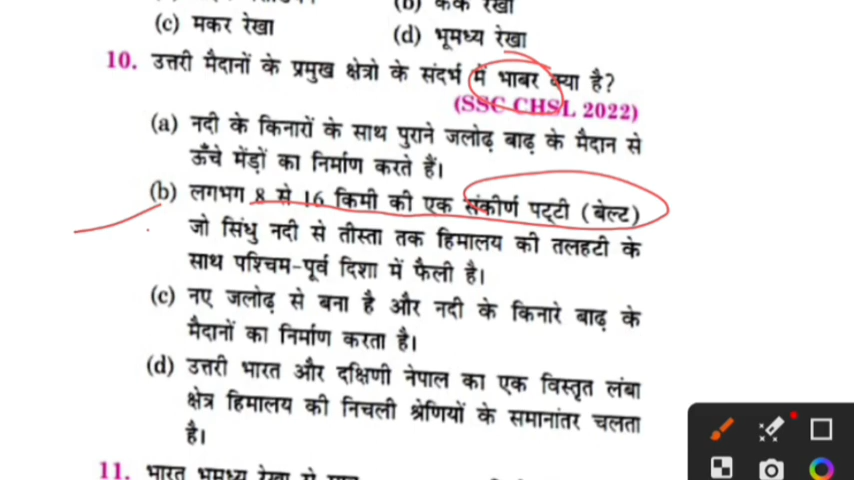 (b) कर्क रेखा
(c) मकर रेखा
(d) भूमध्य रेखा
10. उत्तरी मैदानों के प्रमुख क्षेत्रो के संदर्भ में भाबर क्या है?
(SSC CHSL 2022)
(a) नदी के किनारों के साथ पुराने जलोढ़ बाढ़ के मैदान से
ऊँचे मेंड़ों का निर्माण करते हैं।
(b) लगभग 8 से 16 किमी की एक संकीर्ण पट्टी (बेल्ट)
जो सिंधु नदी से तीस्ता तक हिमालय की तलहटी के
साथ पश्चिम-पूर्व दिशा में फैली है।
(c) नए जलोढ़ से बना है और नदी के किनारे बाढ़ के
मैदानों का निर्माण करता है।
(d) उत्तरी भारत और दक्षिणी नेपाल का एक विस्तृत लंबा
क्षेत्र हिमालय की निचली श्रेणियों के समानांतर चलता
है।
11. भारत भूमध्य रेखा से